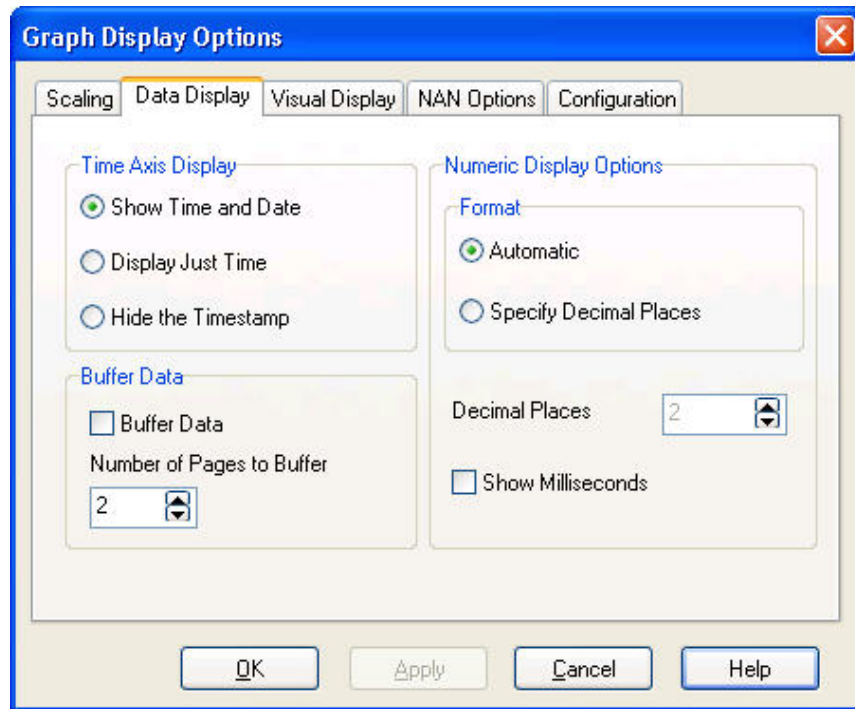 Graph Display Options
Scaling
Data Display
Visual Display
NAN Options
Configuration
Time Axis Display
Show Time and Date
Display Just Time
Hide the Timestamp
Buffer Data
Buffer Data
Number of Pages to Buffer
2
Numeric Display Options
Format
Automatic
Specify Decimal Places
Decimal Places
2
Show Milliseconds
OK
Apply
Cancel
Help